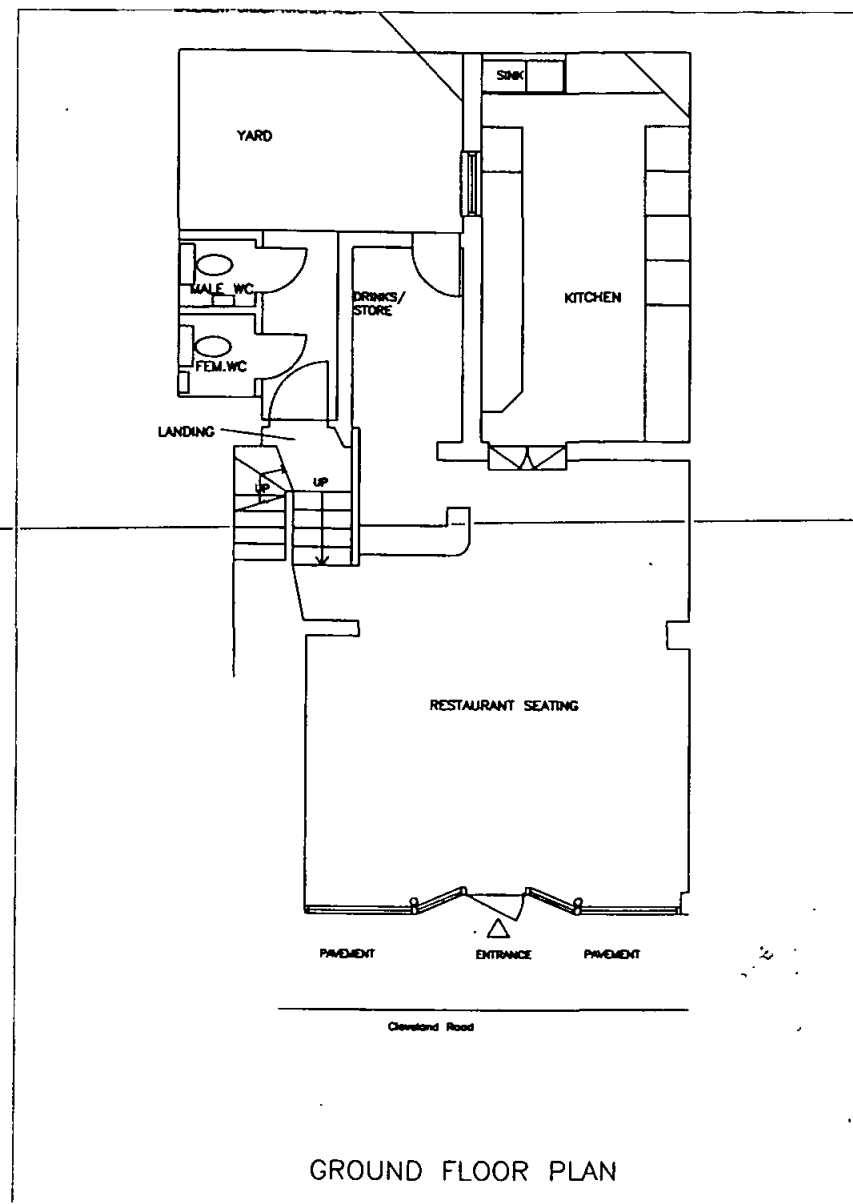 SINK
YARD
MALE WC
DRINKS/
STORE
KITCHEN
FEM.WC
LANDING
UP
UP
RESTAURANT SEATING
PAVEMENT
ENTRANCE
PAVEMENT
Cleveland Road
GROUND FLOOR PLAN